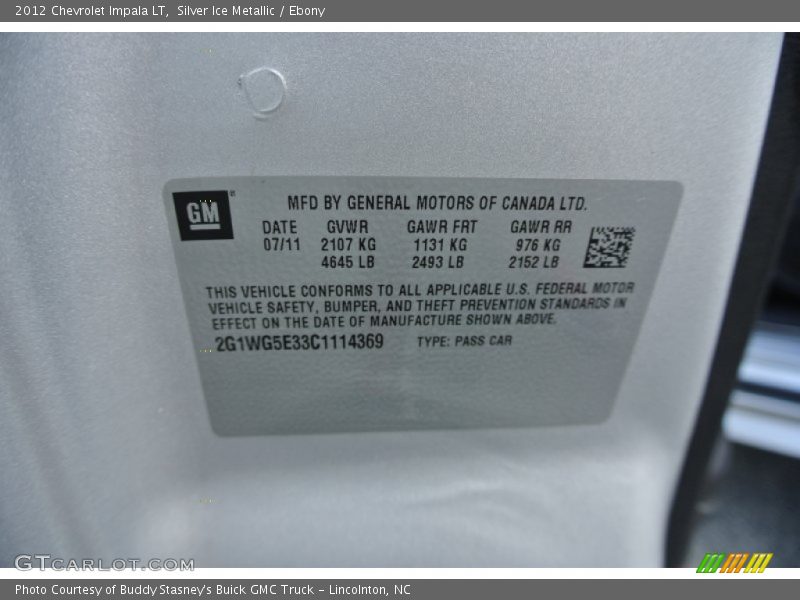 2012 Chevrolet Impala LT, Silver Ice Metallic / Ebony
GM
MFD BY GENERAL MOTORS OF CANADA LTD.
DATE GVWR GAWR FRT GAWR RR
07/11 2107 KG 1131 KG 976 KG
4645 LB 2493 LB 2152 LB
THIS VEHICLE CONFORMS TO ALL APPLICABLE U.S. FEDERAL MOTOR
VEHICLE SAFETY, BUMPER, AND THEFT PREVENTION STANDARDS IN
EFFECT ON THE DATE OF MANUFACTURE SHOWN ABOVE.
2G1WG5E33C1114369 TYPE: PASS CAR
GTCARLOT.COM
Photo Courtesy of Buddy Stasney's Buick GMC Truck - Lincolnton, NC